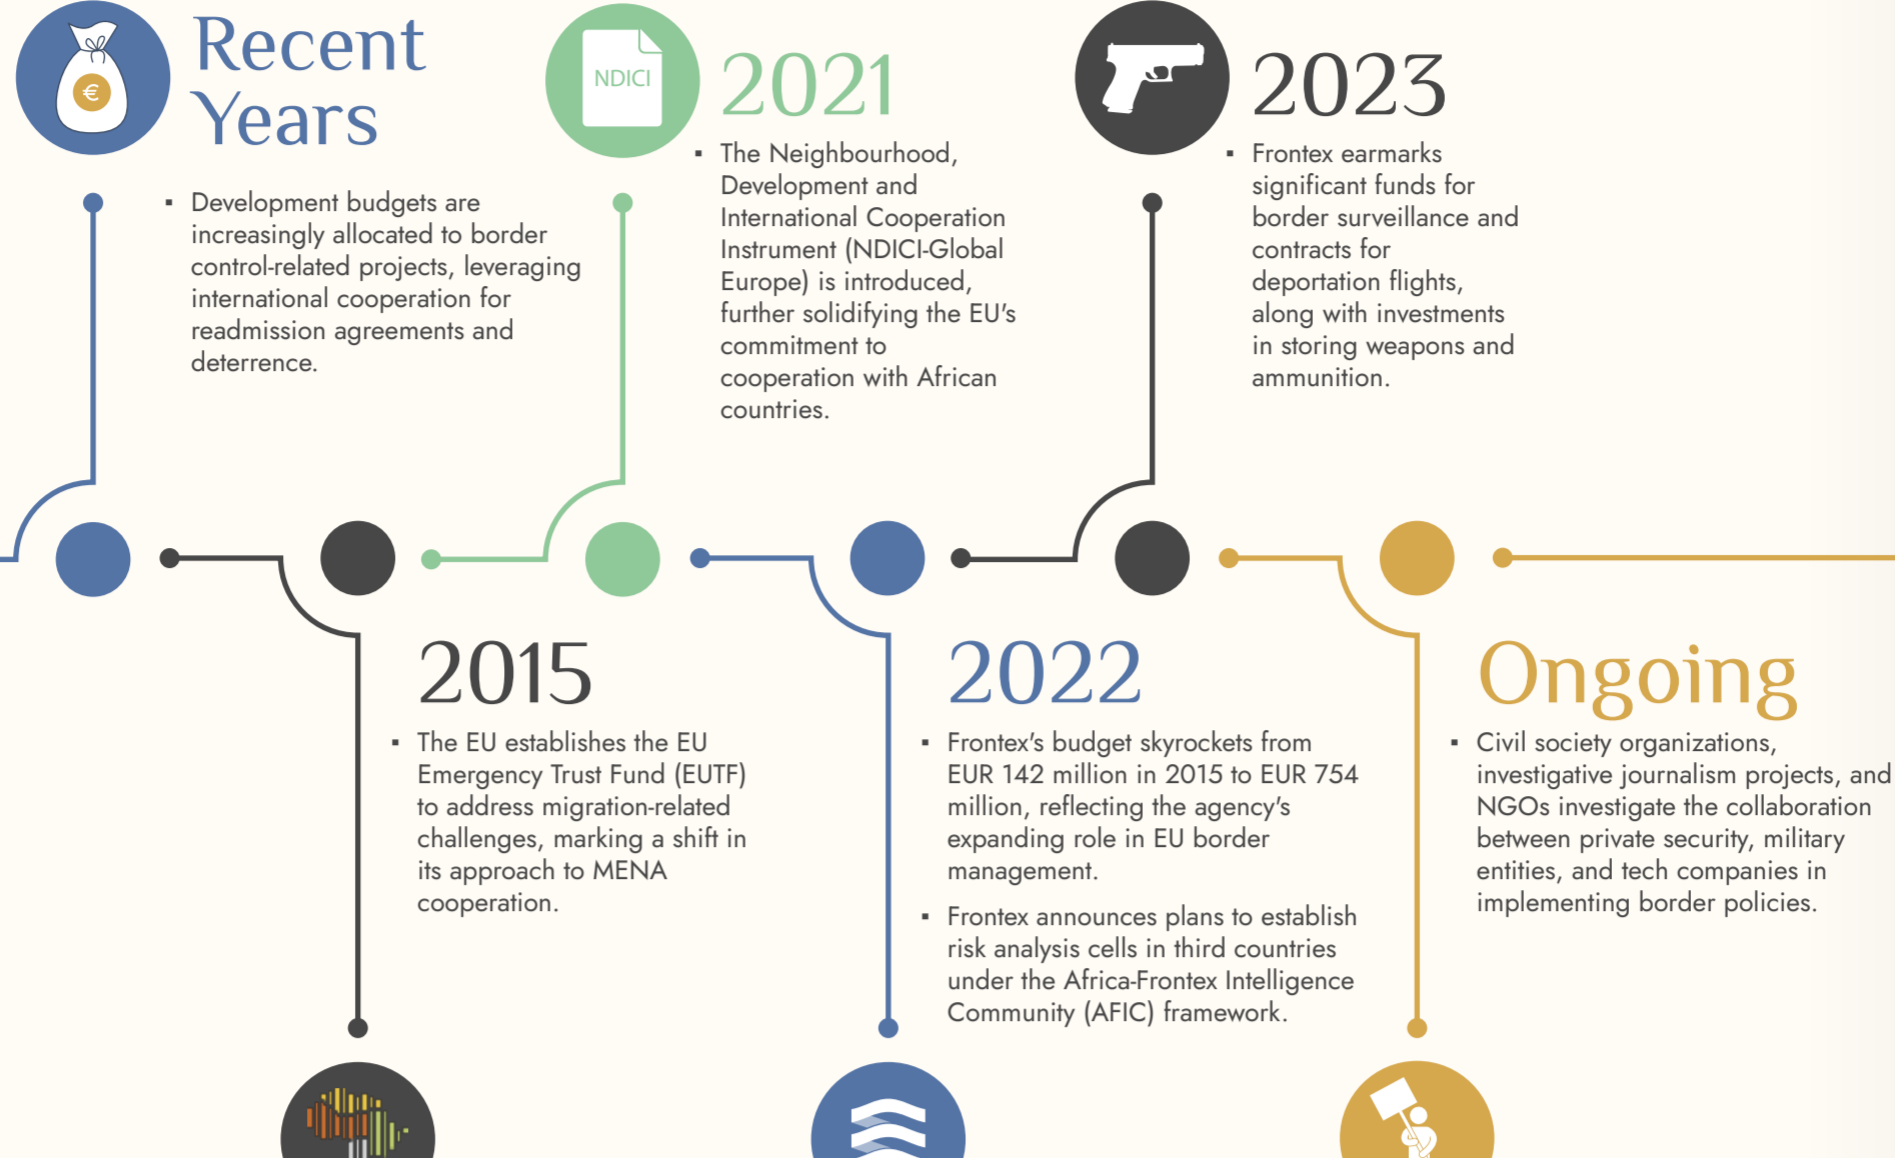 Recent
Years
▪ Development budgets are
increasingly allocated to border
control-related projects, leveraging
international cooperation for
readmission agreements and
deterrence.
€
2015
▪ The EU establishes the EU
Emergency Trust Fund (EUTF)
to address migration-related
challenges, marking a shift in
its approach to MENA
cooperation.
NDICI
2021
▪ The Neighbourhood,
Development and
International Cooperation
Instrument (NDICI-Global
Europe) is introduced,
further solidifying the EU's
commitment to
cooperation with African
countries.
2022
▪ Frontex's budget skyrockets from
EUR 142 million in 2015 to EUR 754
million, reflecting the agency's
expanding role in EU border
management.
▪ Frontex announces plans to establish
risk analysis cells in third countries
under the Africa-Frontex Intelligence
Community (AFIC) framework.
2023
▪ Frontex earmarks
significant funds for
border surveillance and
contracts for
deportation flights,
along with investments
in storing weapons and
ammunition.
Ongoing
▪ Civil society organizations,
investigative journalism projects, and
NGOs investigate the collaboration
between private security, military
entities, and tech companies in
implementing border policies.